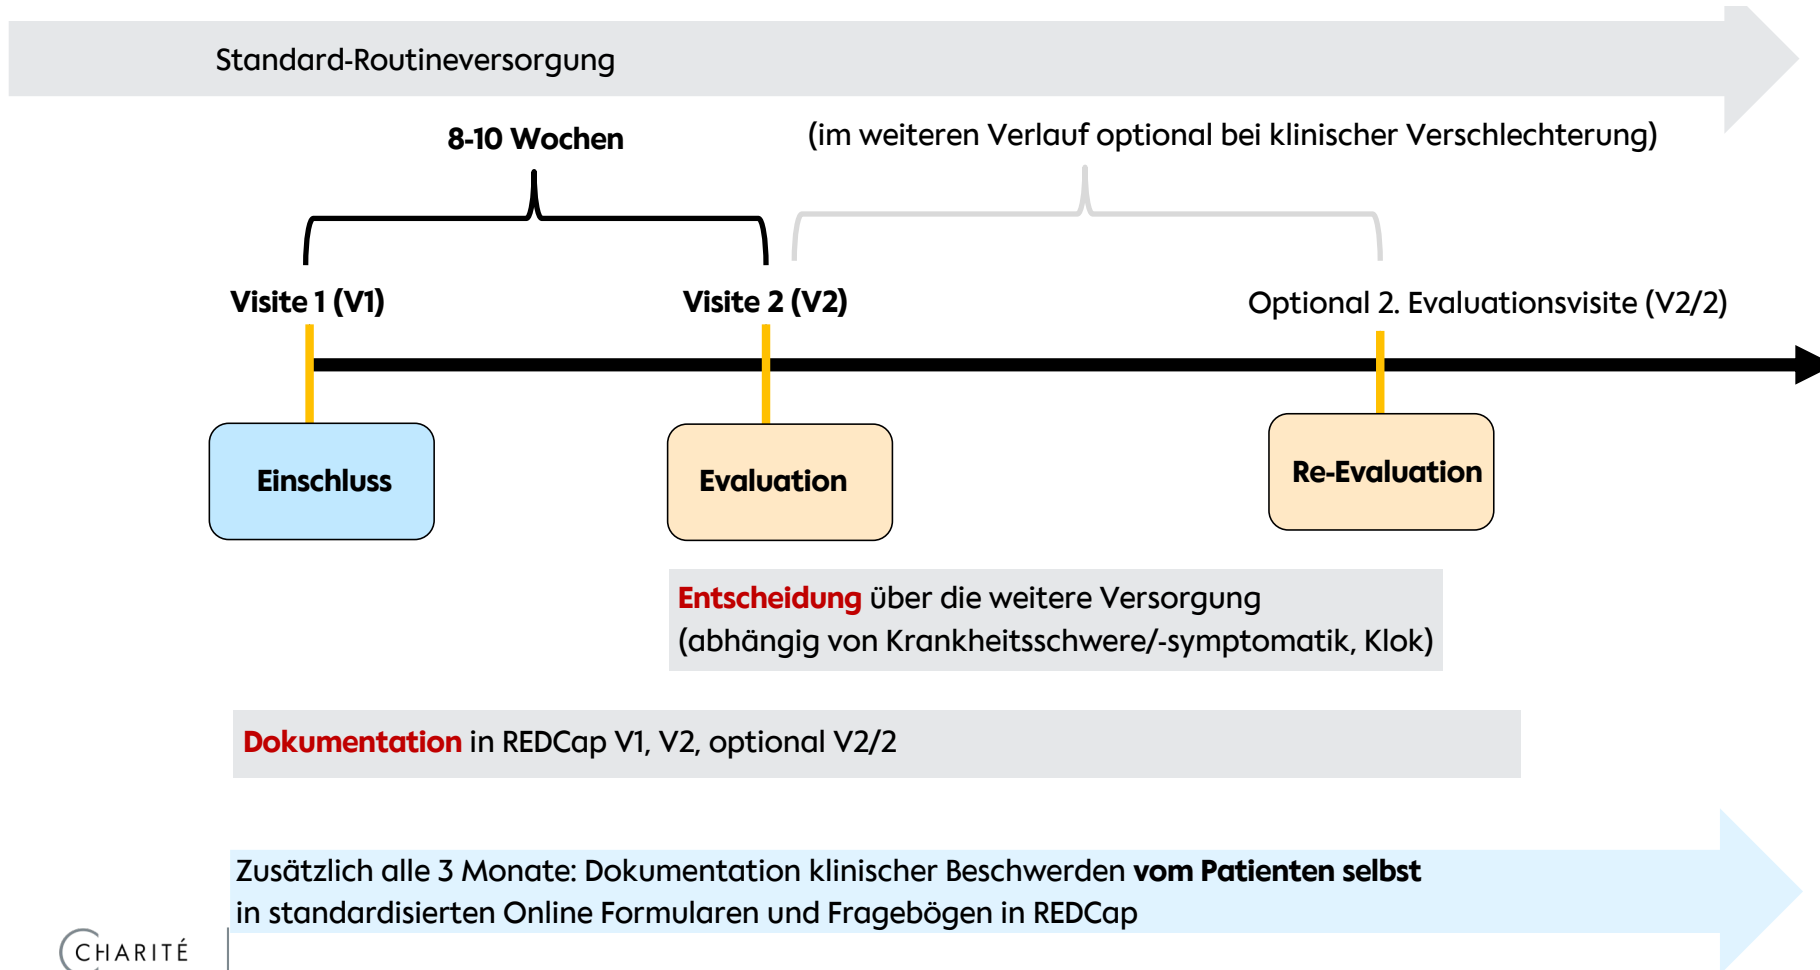 Standard-Routineversorgung
8-10 Wochen
(im weiteren Verlauf optional bei klinischer Verschlechterung)
Visite 1 (V1)
Visite 2 (V2)
Optional 2. Evaluationsvisite (V2/2)
Einschluss
Evaluation
Re-Evaluation
Entscheidung über die weitere Versorgung
(abhängig von Krankheitsschwere/-symptomatik, Klok)
Dokumentation in REDCap V1, V2, optional V2/2
Zusätzlich alle 3 Monate: Dokumentation klinischer Beschwerden vom Patienten selbst
in standardisierten Online Formularen und Fragebögen in REDCap
CHARITÉ